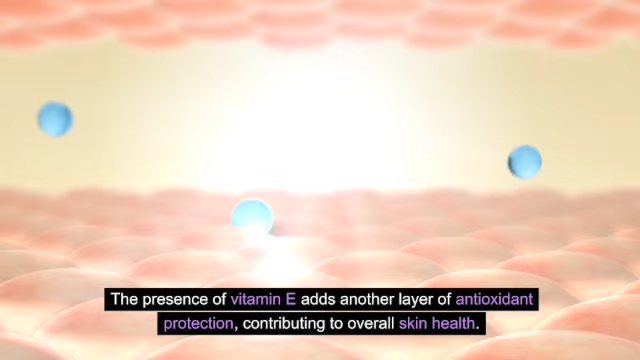 The presence of vitamin E adds another layer of antioxidant
protection, contributing to overall skin health.